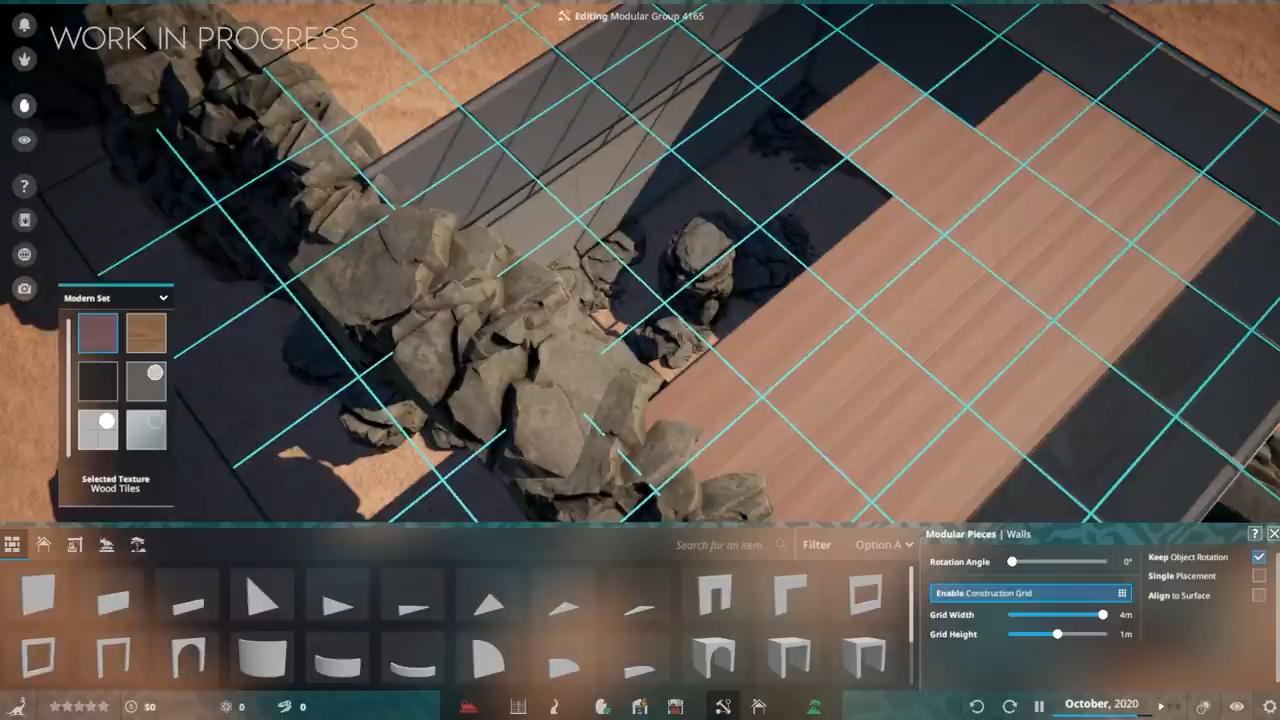 Editing Modular Group 4165
WORK IN PROGRESS
?
Modern Set
Selected Texture
Wood Tiles
Search for an item...
Filter
Option A
Modular Pieces | Walls
?
Rotation Angle
0°
Keep Object Rotation
Single Placement
Enable Construction Grid
Align to Surface
Grid Width
4m
Grid Height
1m
$0
0
0
October, 2020